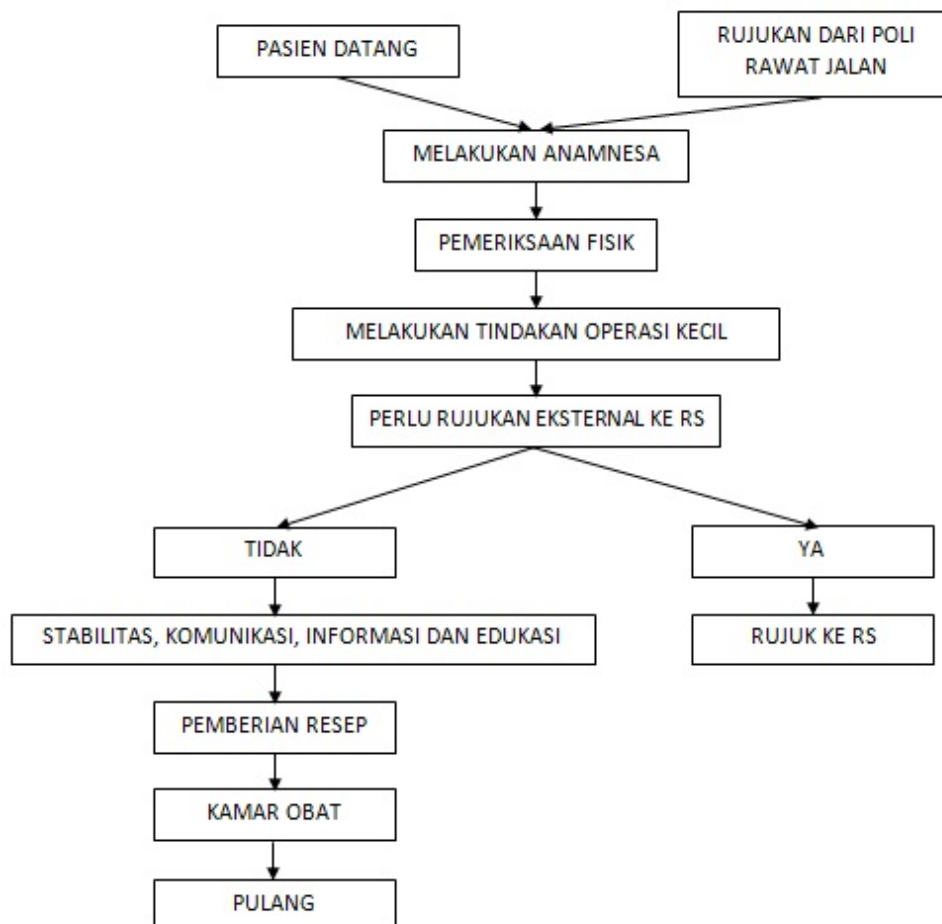 PASIEN DATANG
RUJUKAN DARI POLI
RAWAT JALAN
MELAKUKAN ANAMNESA
PEMERIKSAAN FISIK
MELAKUKAN TINDAKAN OPERASI KECIL
PERLU RUJUKAN EKSTERNAL KE RS
TIDAK
YA
STABILITAS, KOMUNIKASI, INFORMASI DAN EDUKASI
RUJUK KE RS
PEMBERIAN RESEP
KAMAR OBAT
PULANG